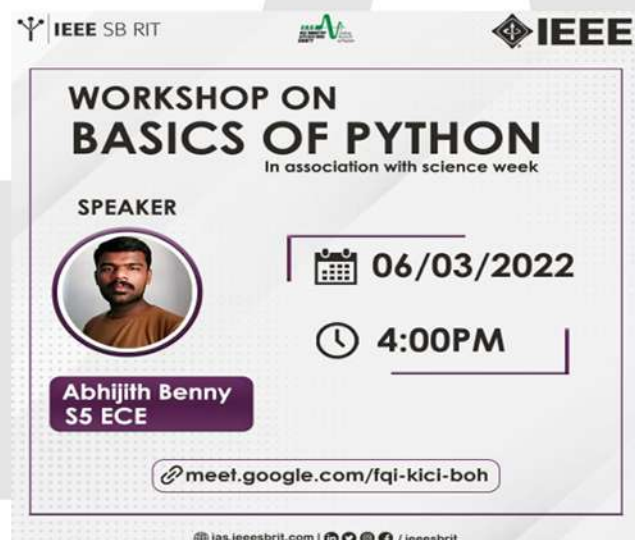 IEEE SB RIT
IEEE
WORKSHOP ON
BASICS OF PYTHON
In association with science week
SPEAKER
06/03/2022
4:00PM
Abhijith Benny
S5 ECE
meet.google.com/fqi-kici-boh
ias.ieeesbrit.com | / ieeesbrit